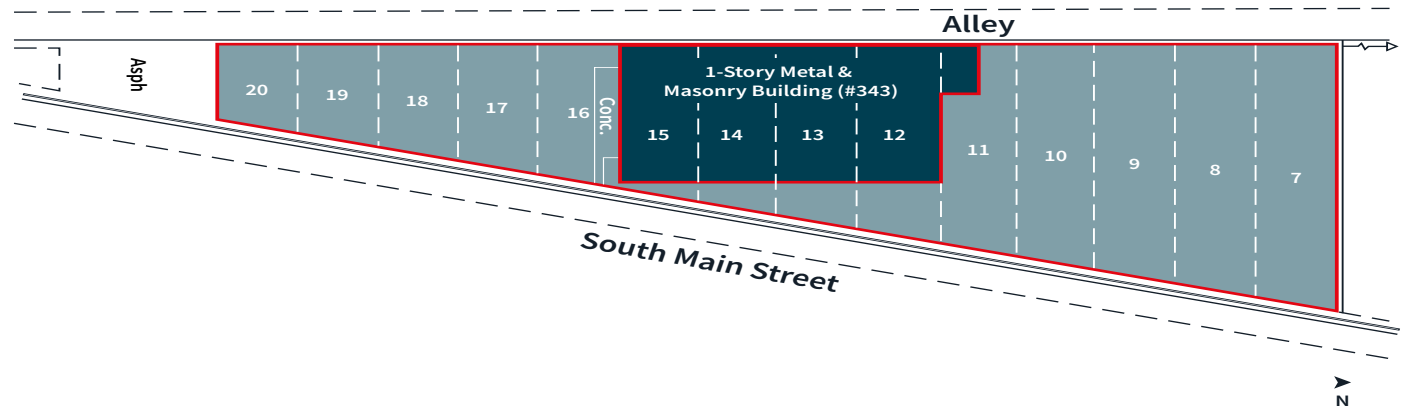 Alley
Asph
1-Story Metal &
Masonry Building (#343)
20
19
18
17
16
Conc.
15
14
13
12
11
10
9
8
7
South Main Street
N